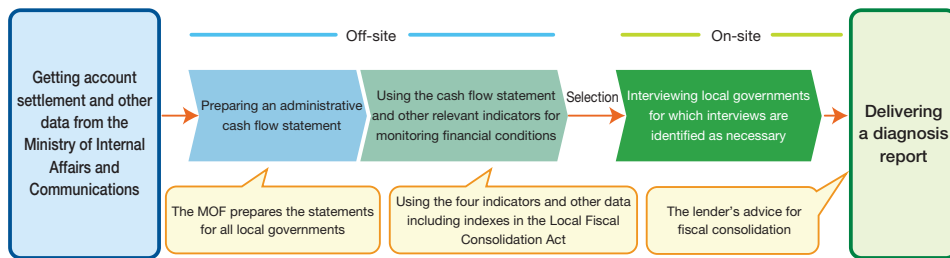 Off-site
On-site
Getting account
settlement and other
data from the
Ministry of Internal
Affairs and
Communications
Preparing an administrative
cash flow statement
Using the cash flow statement
and other relevant indicators for
monitoring financial conditions
Selection
Interviewing local governments
for which interviews are
identified as necessary
Delivering
a diagnosis
report
The MOF prepares the statements
for all local governments
Using the four indicators and other data
including indexes in the Local Fiscal
Consolidation Act
The lender's advice for
fiscal consolidation